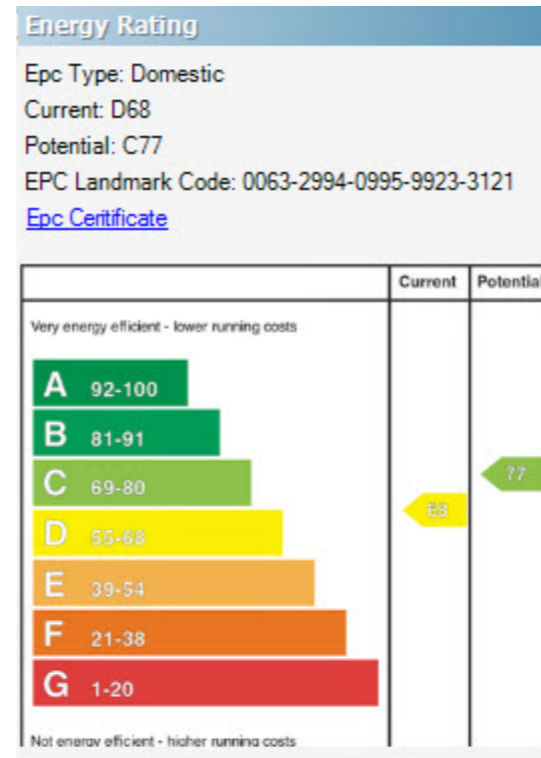 Energy Rating
Epc Type: Domestic
Current: D68
Potential: C77
EPC Landmark Code: 0063-2994-0995-9923-3121
Epc Certificate
Current Potential
Very energy efficient - lower running costs
A 92-100
B 81-91
C 69-80
77
D 55-68
68
E 39-54
F 21-38
G 1-20
Not energy efficient - higher running costs